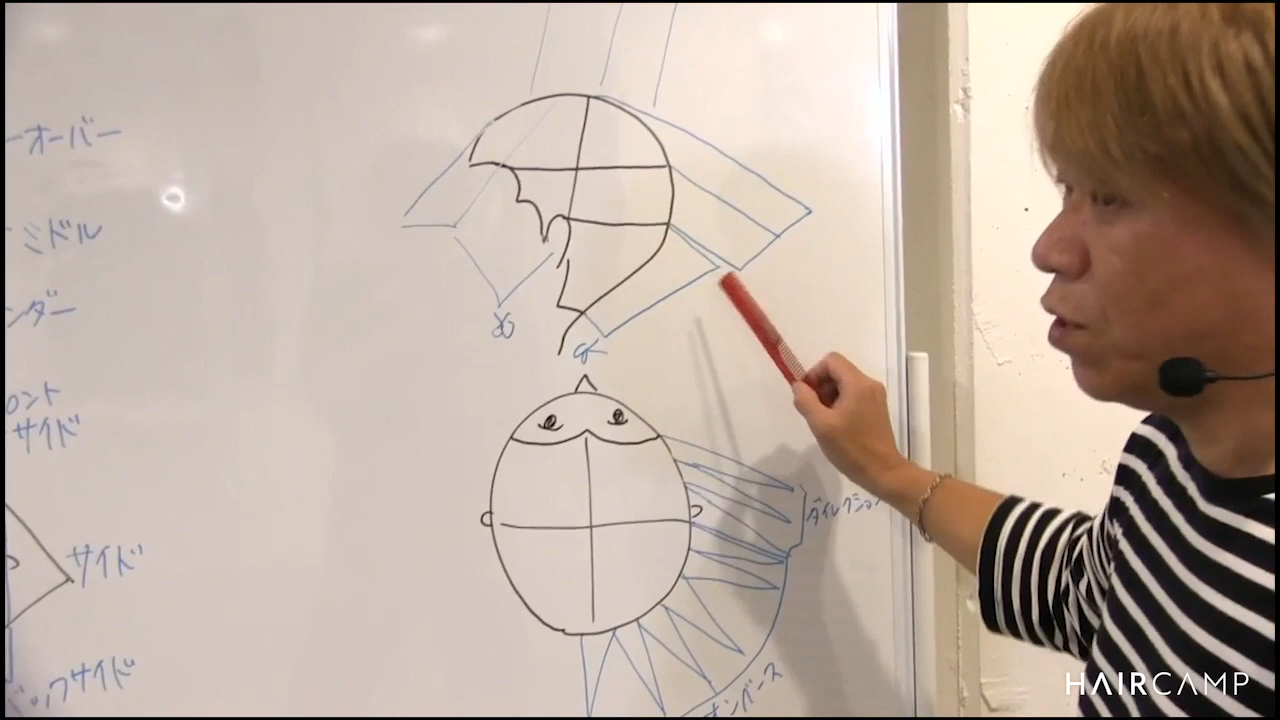 ーオーバー
ミドル
ンダー
ロント
サイド
サイド
バックサイド
ダイレクション
オンベース
HAIRCAMP